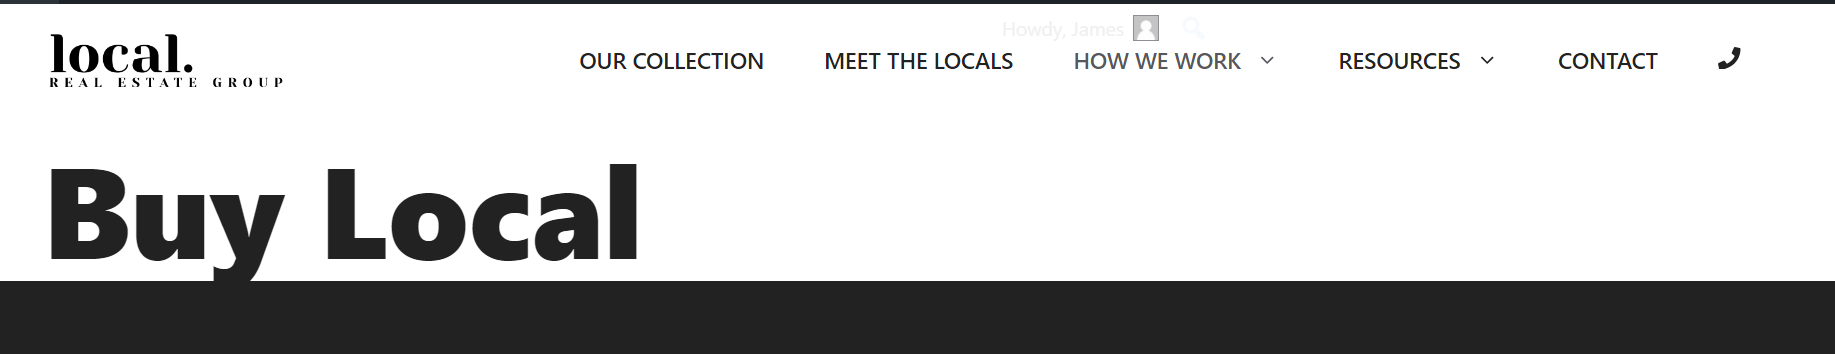 Howdy, James
local.
REAL ESTATE GROUP
OUR COLLECTION MEET THE LOCALS HOW WE WORK RESOURCES CONTACT
Buy Local